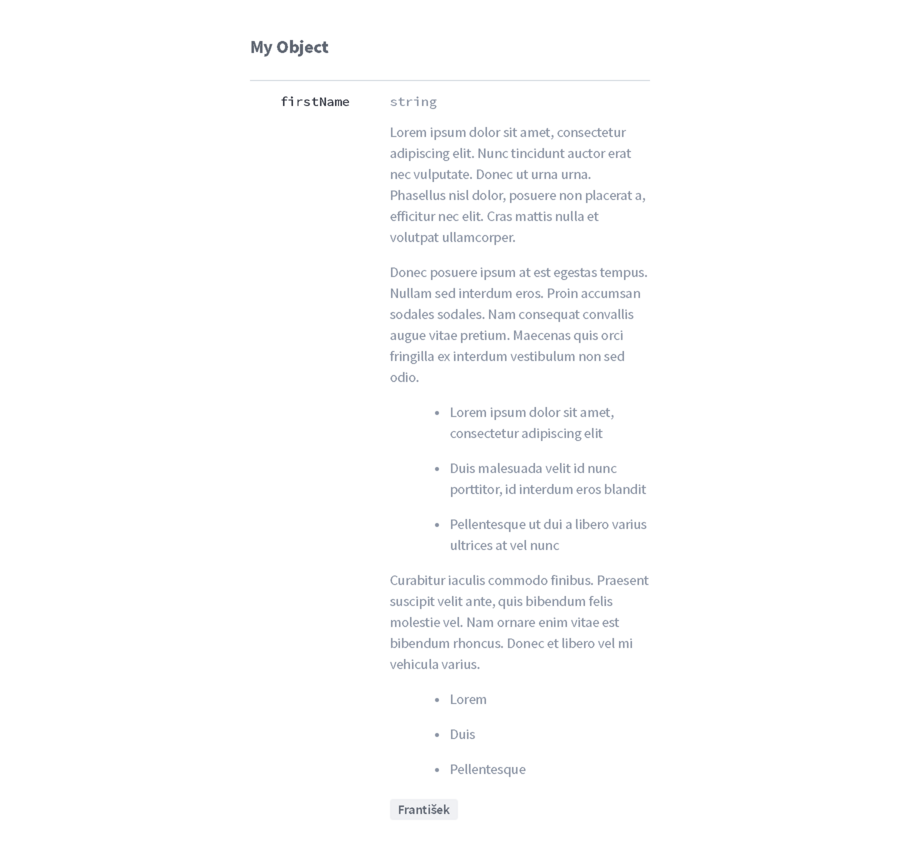 My Object
firstName string
Lorem ipsum dolor sit amet, consectetur
adipiscing elit. Nunc tincidunt auctor erat
nec vulputate. Donec ut urna urna.
Phasellus nisl dolor, posuere non placerat a,
efficitur nec elit. Cras mattis nulla et
volutpat ullamcorper.
Donec posuere ipsum at est egestas tempus.
Nullam sed interdum eros. Proin accumsan
sodales sodales. Nam consequat convallis
augue vitae pretium. Maecenas quis orci
fringilla ex interdum vestibulum non sed
odio.
• Lorem ipsum dolor sit amet,
consectetur adipiscing elit
• Duis malesuada velit id nunc
porttitor, id interdum eros blandit
• Pellentesque ut dui a libero varius
ultrices at vel nunc
Curabitur iaculis commodo finibus. Praesent
suscipit velit ante, quis bibendum felis
molestie vel. Nam ornare enim vitae est
bibendum rhoncus. Donec et libero vel mi
vehicula varius.
• Lorem
• Duis
• Pellentesque
František